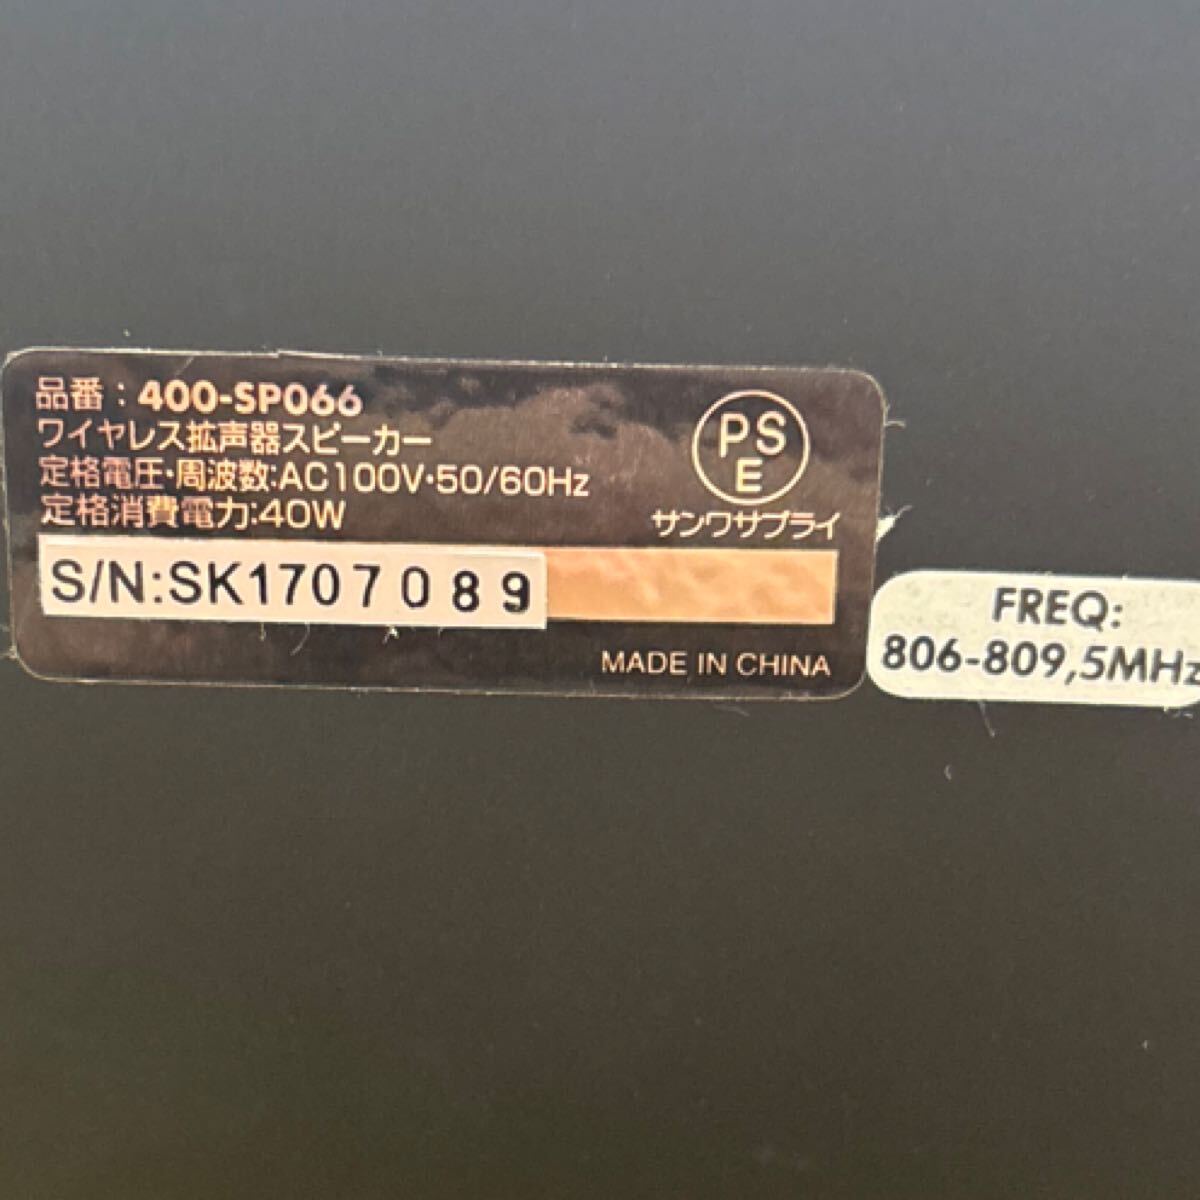 品番：400-SP066
ワイヤレス拡声器スピーカー
定格電圧・周波数:AC100V・50/60Hz
定格消費電力:40W
PS
E
サンワサプライ
S/N:SK1707089
MADE IN CHINA
FREQ:
806-809,5MHz